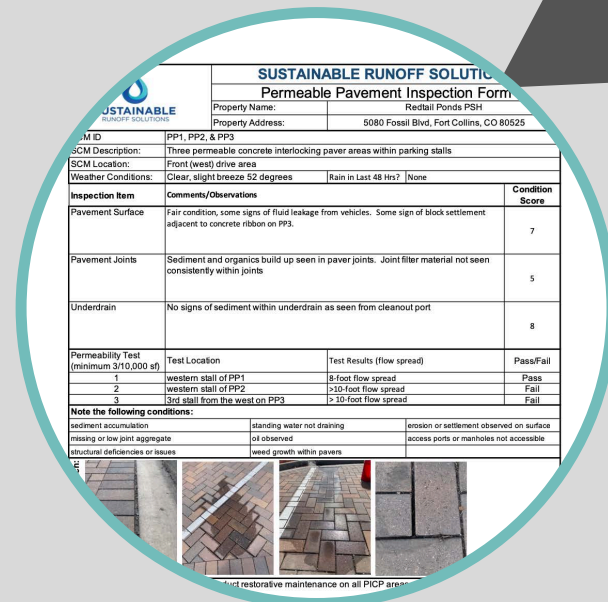 SUSTAINABLE RUNOFF
Permeable Pavement Inspection Form
RUNOFF SOLUTIONS
Property Name: Redtail Ponds PSH
Property Address: 5080 Fossil Blvd, Fort Collins, CO 80525
PP1, PP2, & PP3
SCM Description: Three permeable concrete interlocking paver areas within parking stalls
SCM Location: Front (west) drive area
Weather Conditions: Clear, slight breeze 52 degrees Rain in Last 48 Hrs? None
Inspection Item Comments/Observations Condition
Score
Pavement Surface Fair condition, some signs of fluid leakage from vehicles. Some sign of block settlement
adjacent to concrete ribbon on PP3.
7
Pavement Joints Sediment and organics build up seen in paver joints. Joint filter material not seen
consistently within joints
5
Underdrain No signs of sediment within underdrain as seen from cleanout port
8
Permeability Test
(minimum 3/10,000 sf) Test Location Test Results (flow spread) Pass/Fail
1 western stall of PP1 8-foot flow spread Pass
2 western stall of PP2 >10-foot flow spread Fail
3 3rd stall from the west on PP3 > 10-foot flow spread Fail
Note the following conditions:
sediment accumulation standing water not draining erosion or settlement observed on surface
missing or low joint aggregate oil observed access ports or manholes not accessible
structural deficiencies or issues weed growth within pavers
restorative maintenance on all PICP